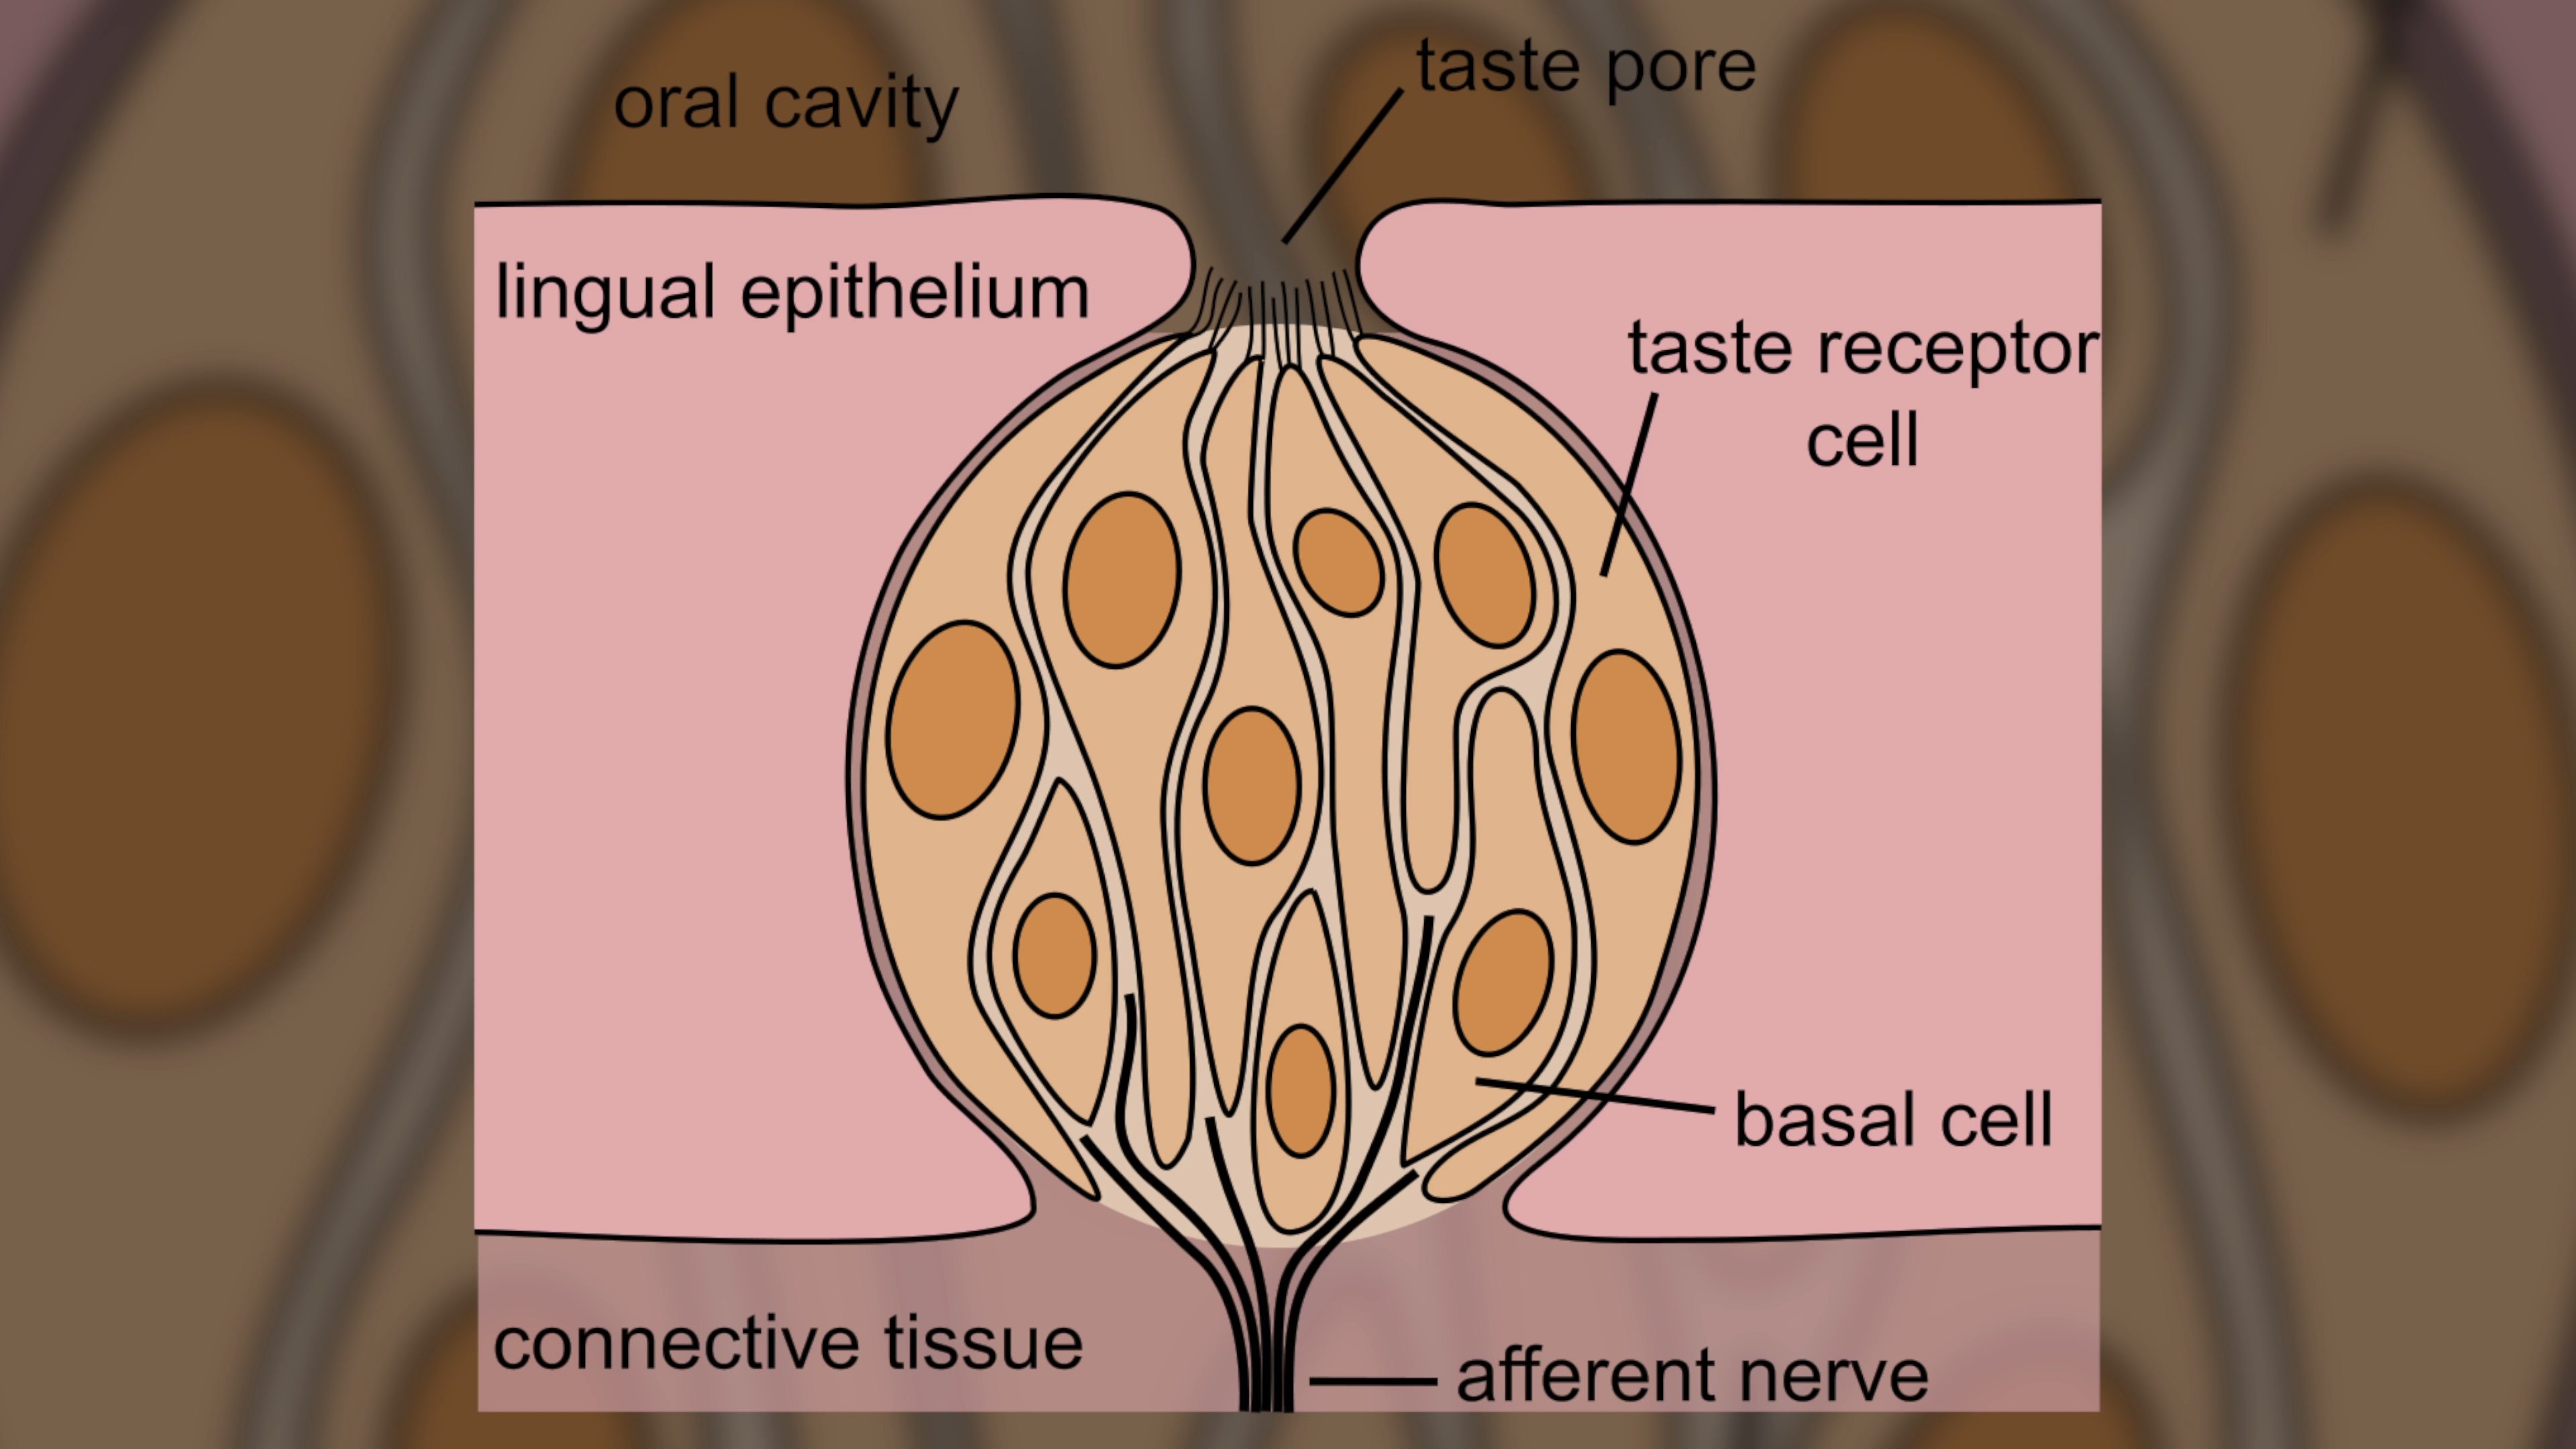 taste pore
oral cavity
lingual epithelium
taste receptor
cell
basal cell
connective tissue
afferent nerve